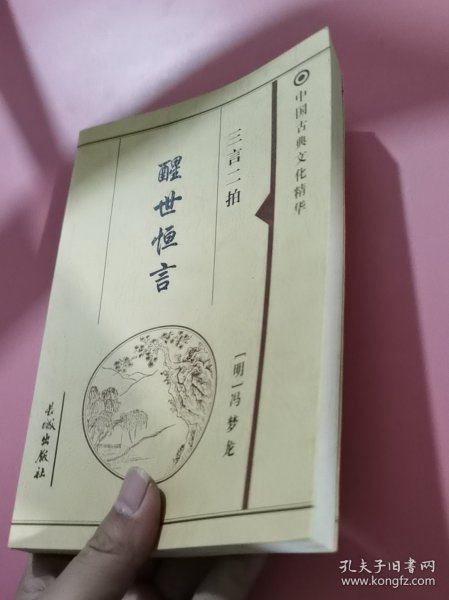 中国古典文化精华
三言二拍
醒世恒言
[明]冯梦龙
长城出版社
孔夫子旧书网
www.kongfz.com